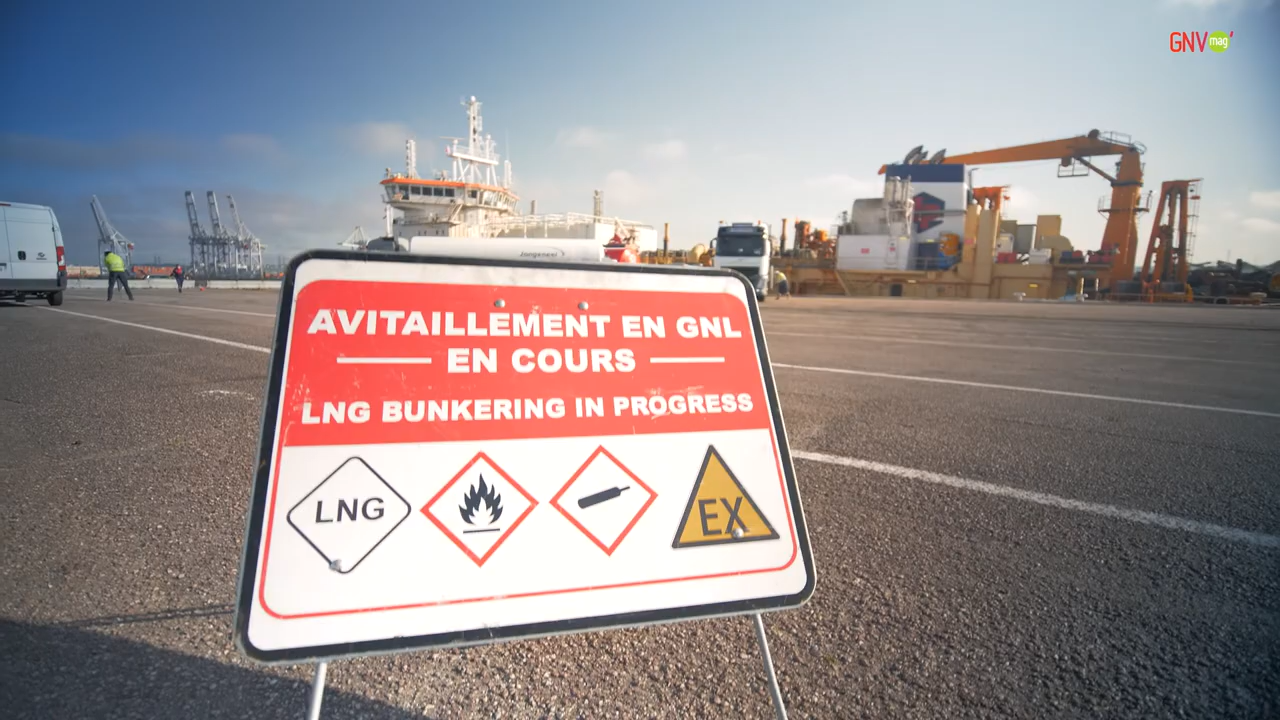 GNV mag'
AVITAILLEMENT EN GNL
EN COURS
LNG BUNKERING IN PROGRESS
LNG
EX